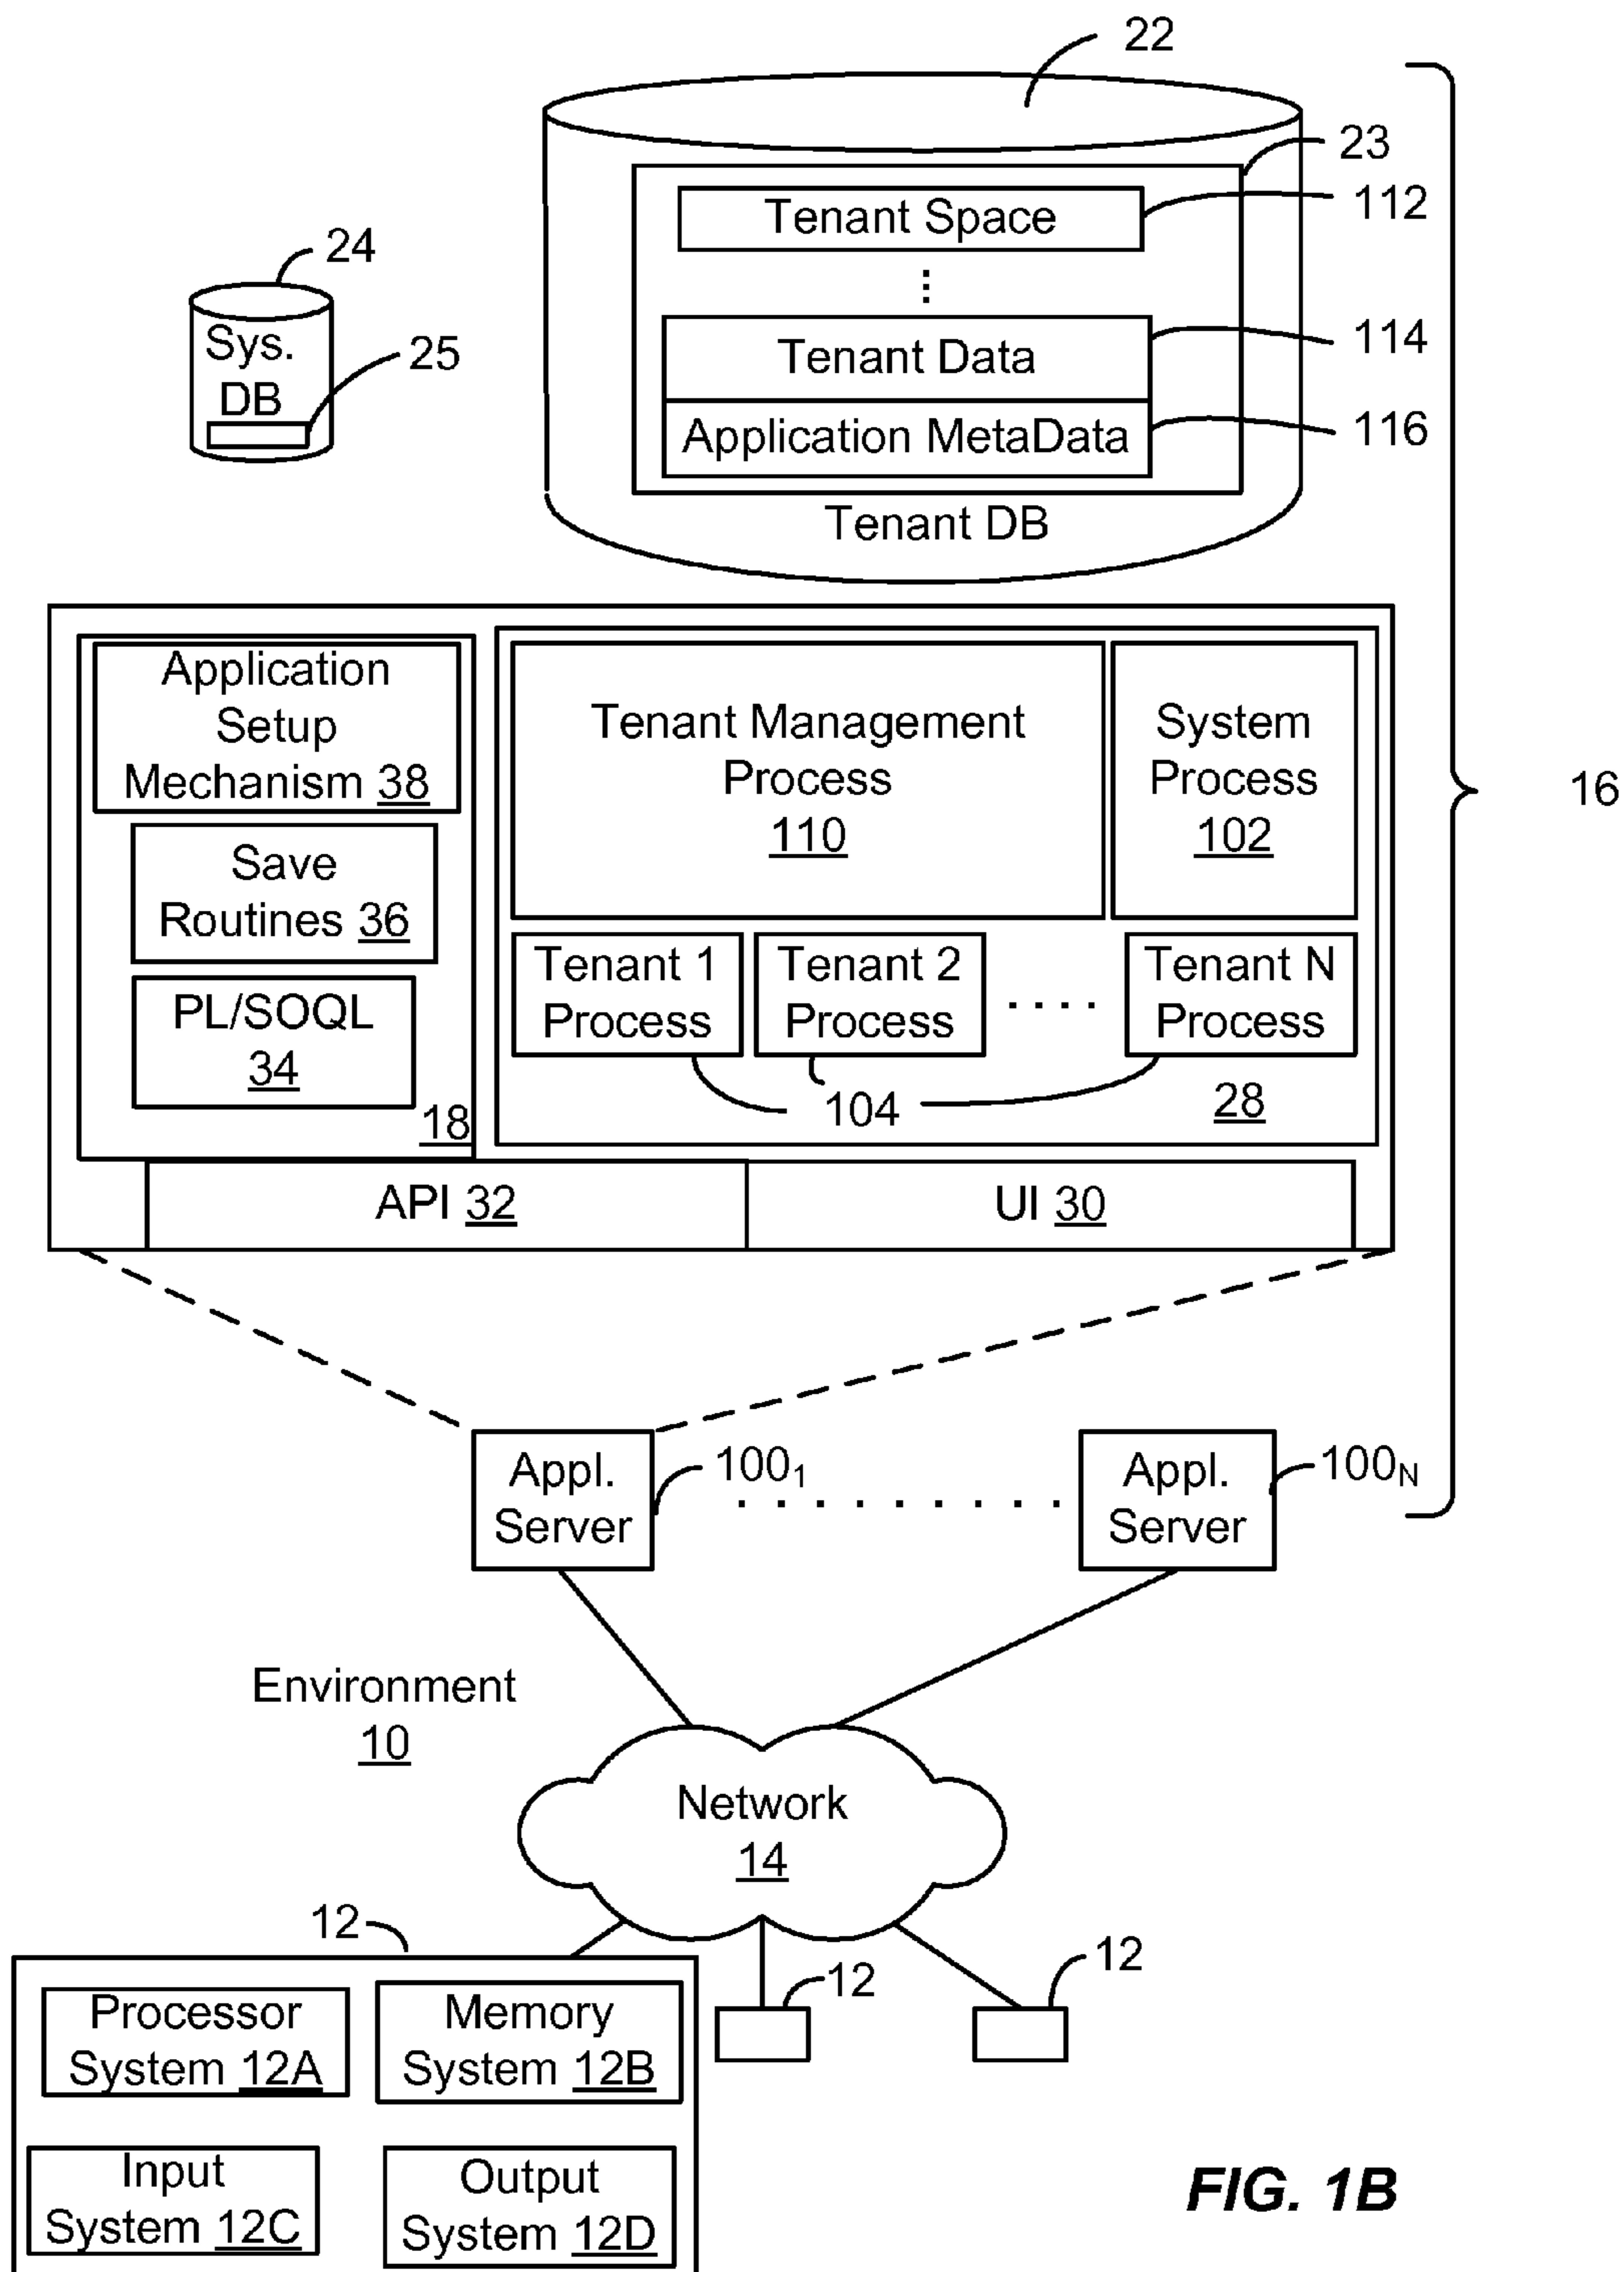 22
23
Tenant Space
112
24
Sys.
DB
25
Tenant Data
114
Application MetaData
116
Tenant DB
Application
Setup
Mechanism 38
Save
Routines 36
PL/SOQL
34
18
Tenant Management
Process
110
System
Process
102
16
Tenant 1
Process
Tenant 2
Process
. . . .
Tenant N
Process
104
28
API 32
UI 30
Appl.
Server
100₁
. . . . . . . . .
Appl.
Server
100N
Environment
10
Network
14
12
12
12
Processor
System 12A
Memory
System 12B
Input
System 12C
Output
System 12D
FIG. 1B